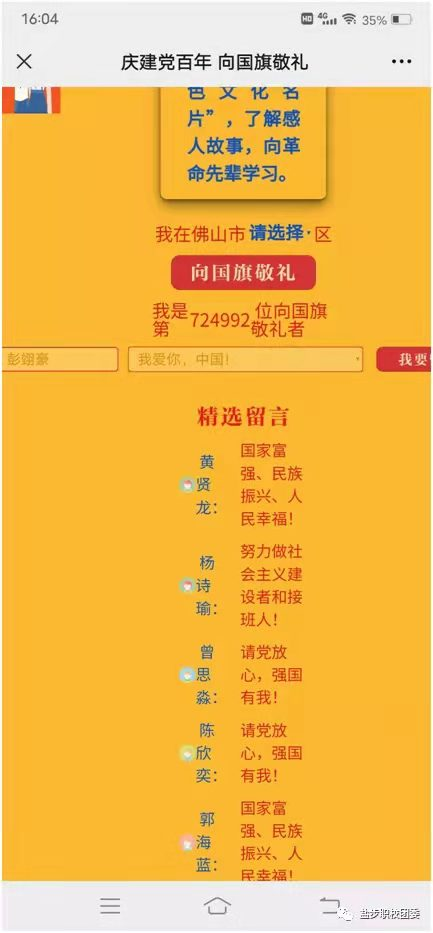 16:04
HD 4G 35%
庆建党百年 向国旗敬礼
色文化名
片”，了解感
人故事，向革
命先辈学习。
我在佛山市 请选择· 区
向国旗敬礼
我是第 724992 位向国旗敬礼者
彭翊豪
我爱你，中国！
我要
精选留言
黄贤龙：
国家富
强、民族
振兴、人
民幸福！
杨诗瑜：
努力做社
会主义建
设者和接
班人！
曾思淼：
请党放
心，强国
有我！
陈欣奕：
请党放
心，强国
有我！
郭海蓝：
国家富
强、民族
振兴、人
民幸福！
盐步职校团委